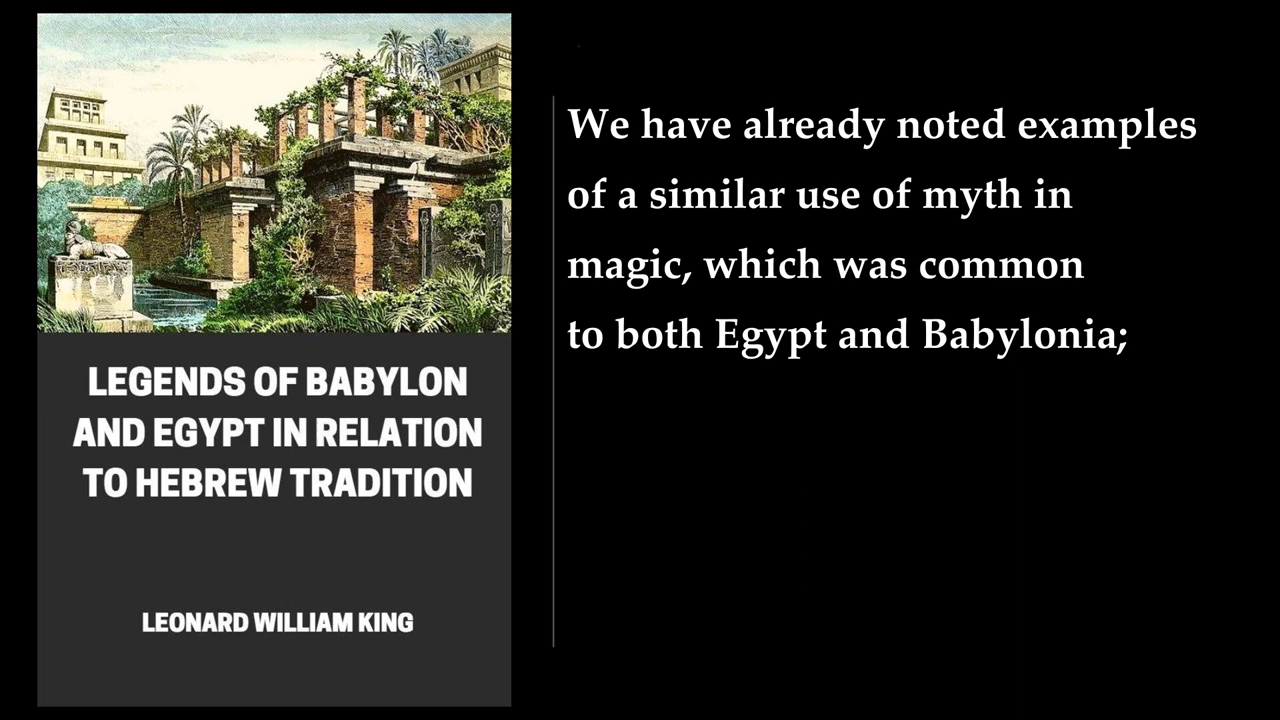 LEGENDS OF BABYLON
AND EGYPT IN RELATION
TO HEBREW TRADITION
LEONARD WILLIAM KING
We have already noted examples
of a similar use of myth in
magic, which was common
to both Egypt and Babylonia;